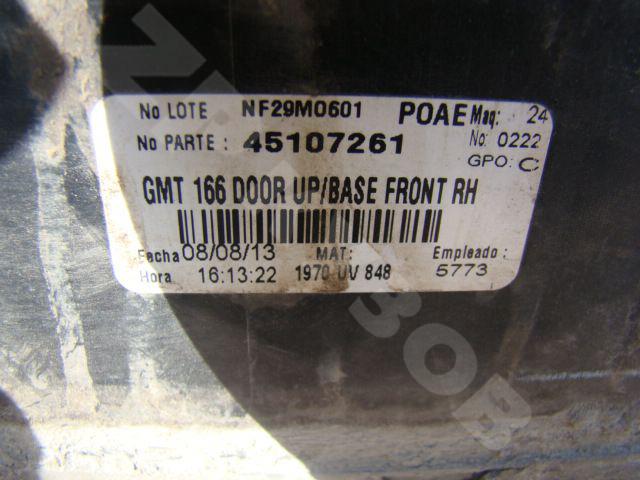 No LOTE NF29M0601 POAE Maq: 24
No PARTE : 45107261 No: 0222
GPO: C
GMT 166 DOOR UP/BASE FRONT RH
Fecha 08/08/13 MAT: Empleado :
Hora 16:13:22 1970 UV 848 5773